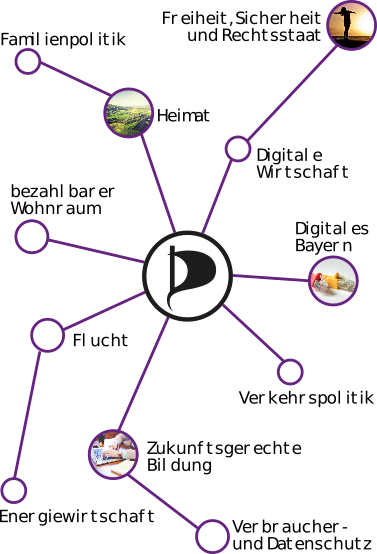 Freiheit, Sicherheit
und Rechtsstaat
Familienpolitik
Heimat
Digitale
Wirtschaft
bezahlbarer
Wohnraum
Digitales
Bayern
Flucht
Verkehrspolitik
Zukunftsgerechte
Bildung
Energiewirtschaft
Verbraucher-
und Datenschutz